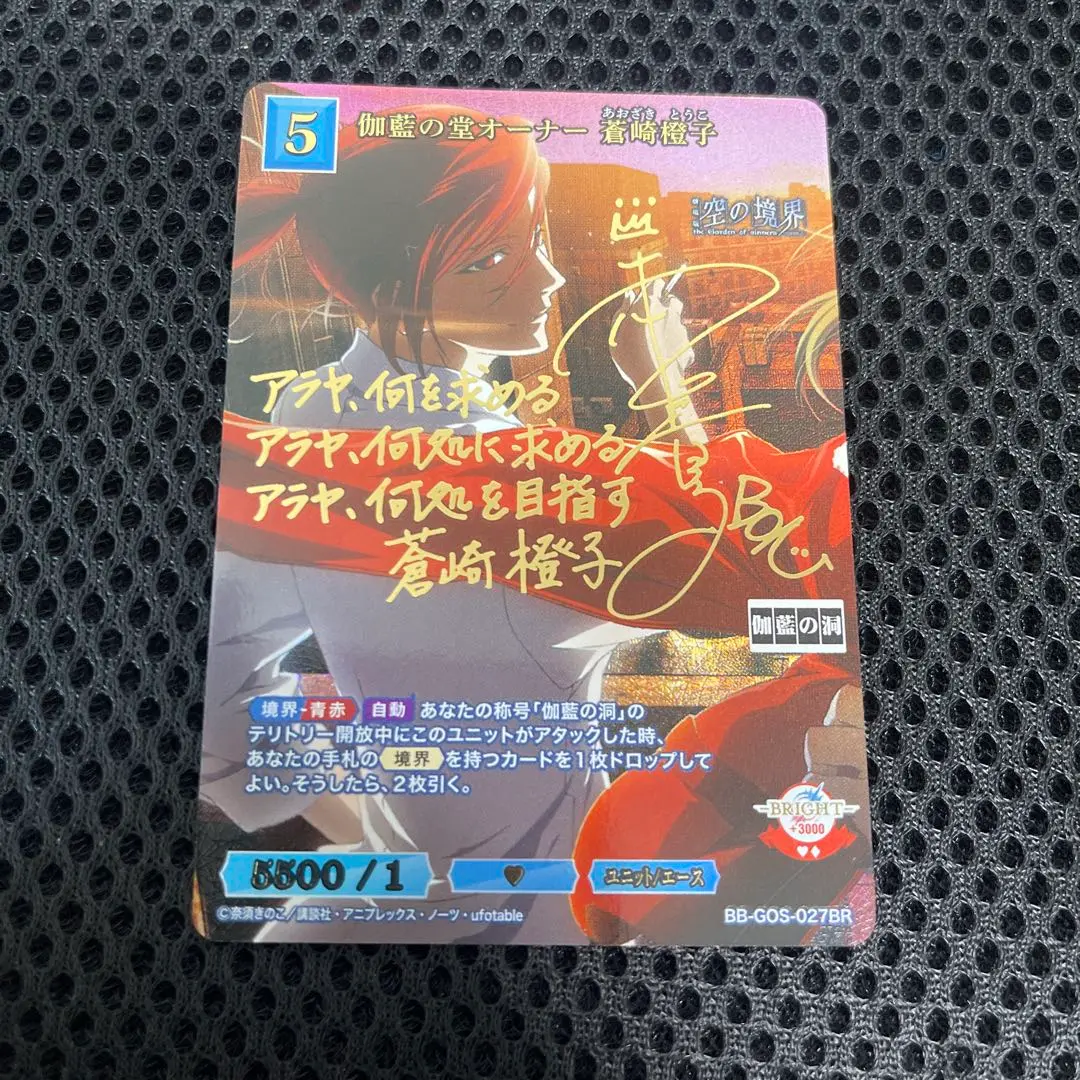 5
伽藍の堂オーナー 蒼崎橙子
あおざき とうこ
空の境界
the Garden of sinners
アラヤ、何を求める
アラヤ、何処に求める
アラヤ、何処を目指す
蒼崎 橙子
伽藍の洞
境界-青赤 自動 あなたの称号「伽藍の洞」の
テリトリー開放中にこのユニットがアタックした時、
あなたの手札の 境界 を持つカードを1枚ドロップして
よい。そうしたら、2枚引く。
BRIGHT
+3000
5500/1
ユニット/エース
©奈須きのこ/講談社・アニプレックス・ノーツ・ufotable
BB-GOS-027BR